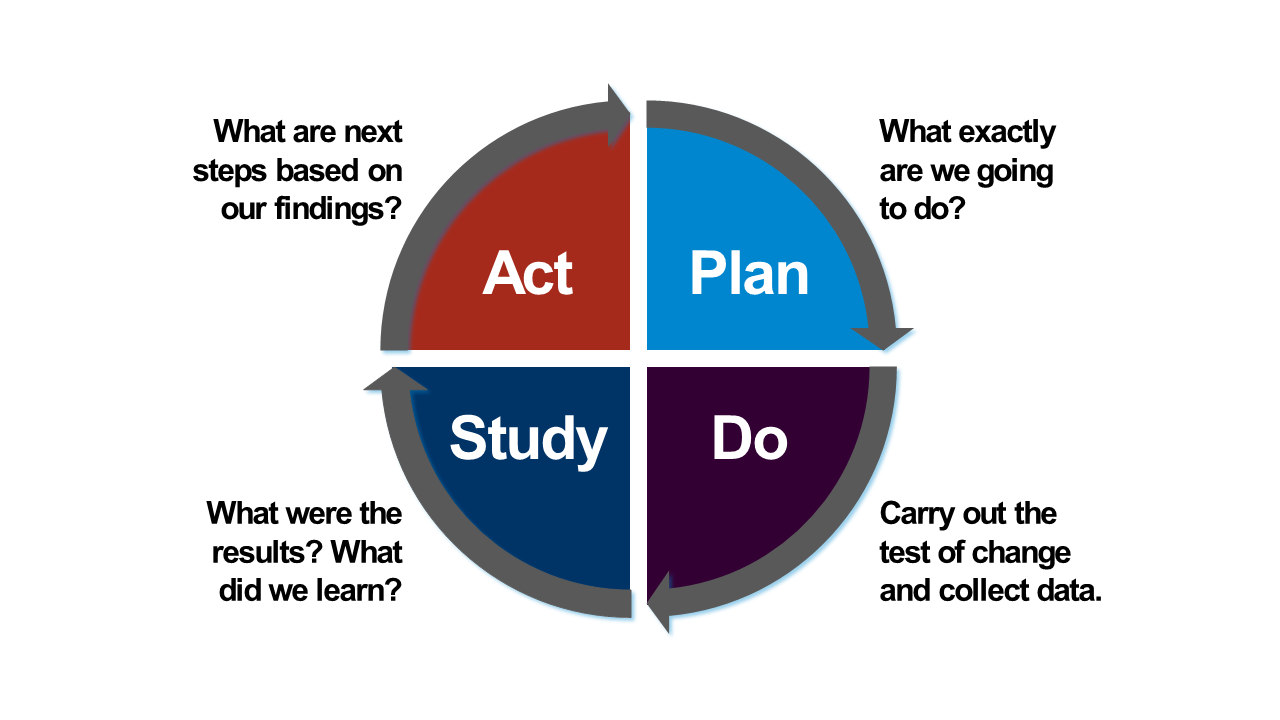 What are next
steps based on
our findings?
What exactly
are we going
to do?
Act
Plan
Study
Do
What were the
results? What
did we learn?
Carry out the
test of change
and collect data.